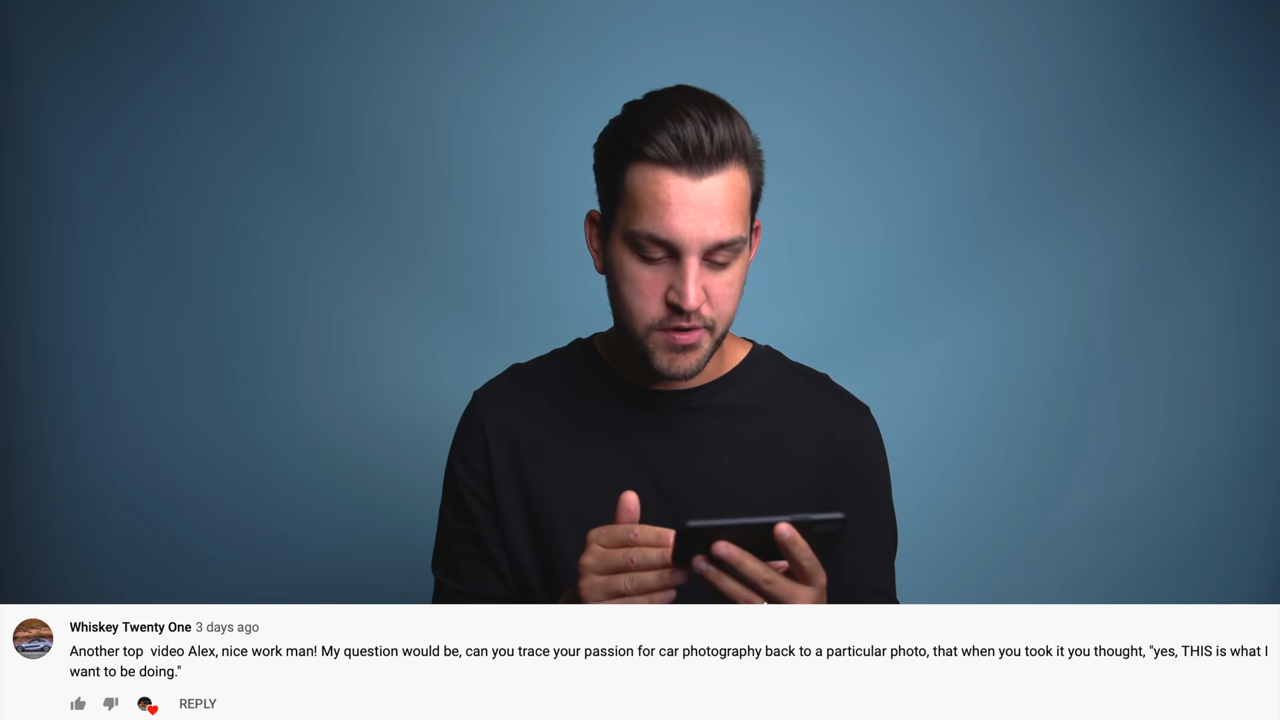 Whiskey Twenty One 3 days ago
Another top  video Alex, nice work man! My question would be, can you trace your passion for car photography back to a particular photo, that when you took it you thought, "yes, THIS is what I
want to be doing."
REPLY